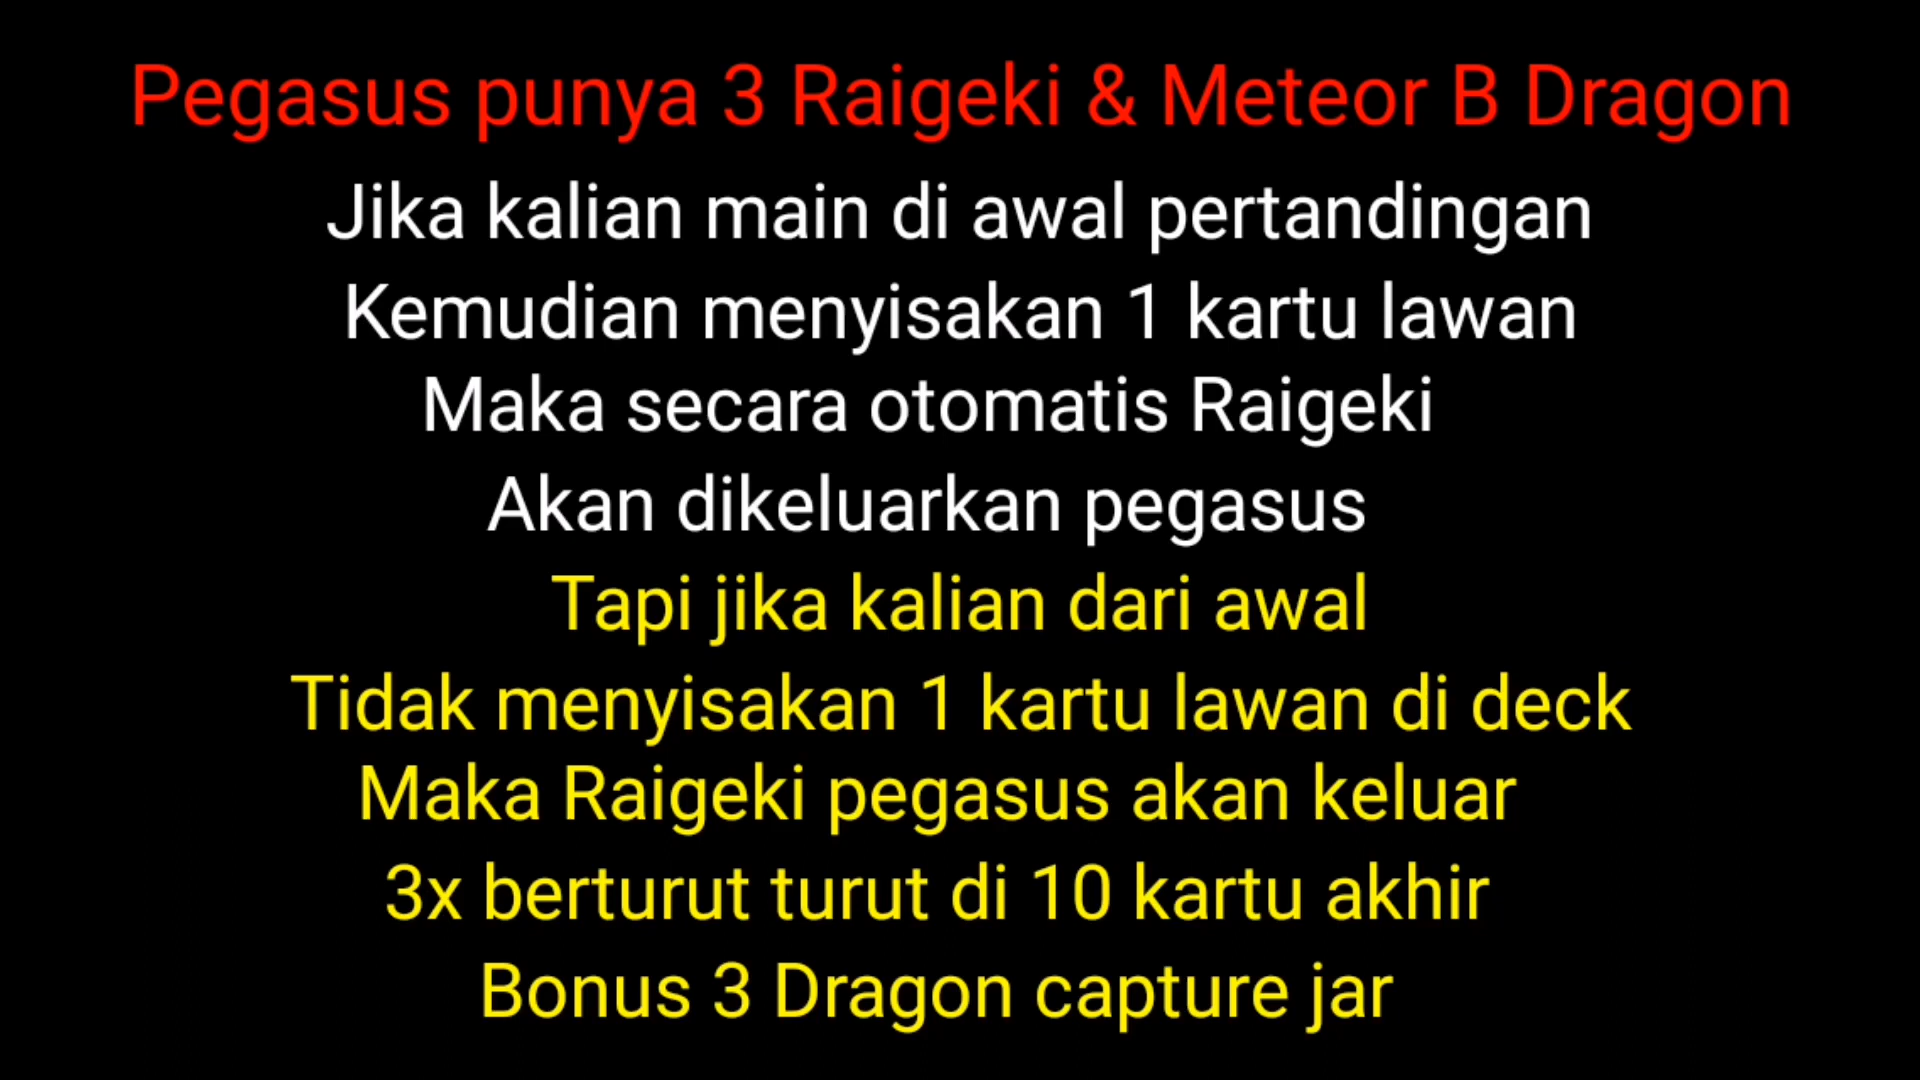 Pegasus punya 3 Raigeki & Meteor B Dragon
Jika kalian main di awal pertandingan
Kemudian menyisakan 1 kartu lawan
Maka secara otomatis Raigeki
Akan dikeluarkan pegasus
Tapi jika kalian dari awal
Tidak menyisakan 1 kartu lawan di deck
Maka Raigeki pegasus akan keluar
3x berturut turut di 10 kartu akhir
Bonus 3 Dragon capture jar